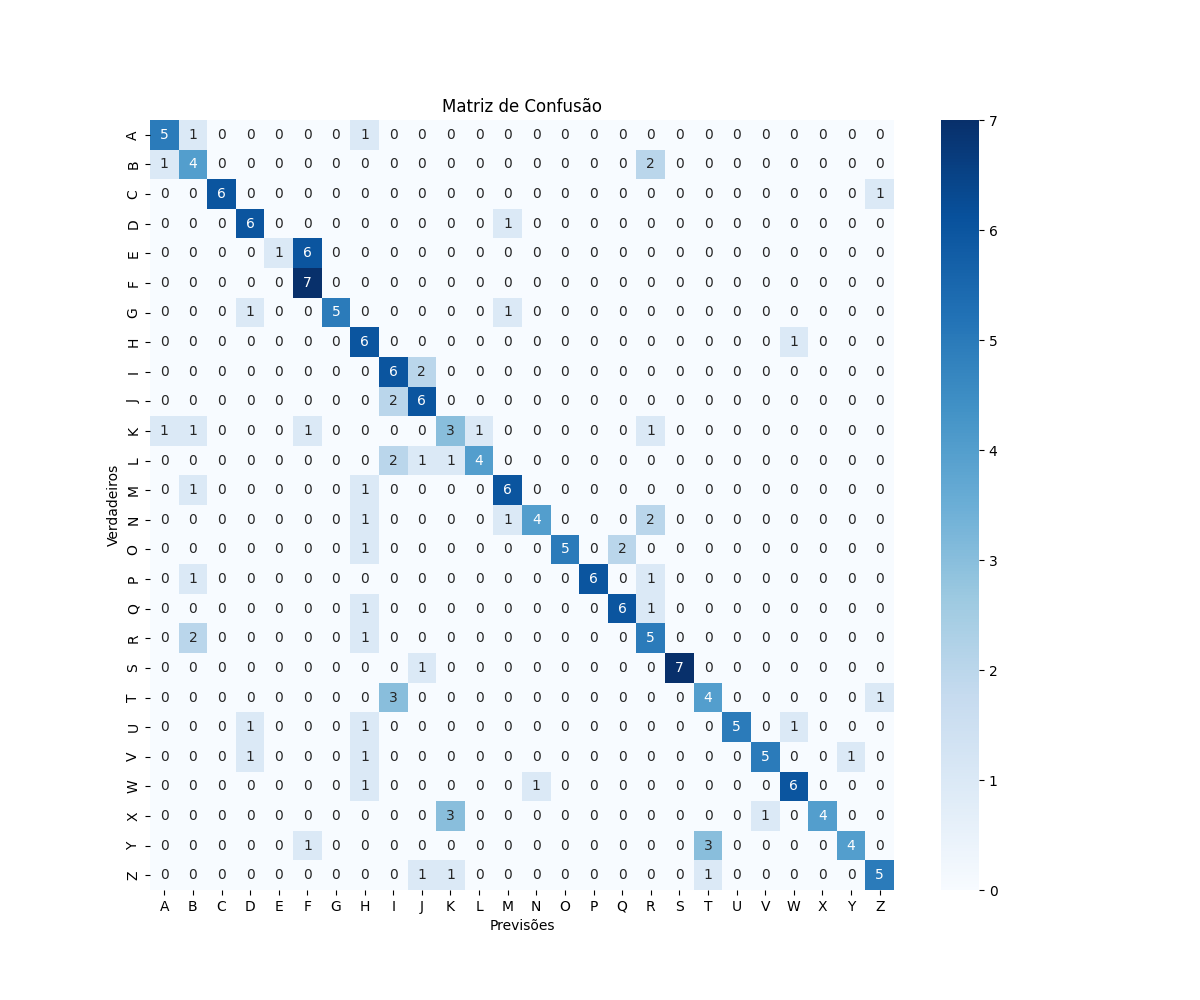 Matriz de Confusão
A 5 1 0 0 0 0 0 1 0 0 0 0 0 0 0 0 0 0 0 0 0 0 0 0 0 0
B 1 4 0 0 0 0 0 0 0 0 0 0 0 0 0 0 0 2 0 0 0 0 0 0 0 0
C 0 0 6 0 0 0 0 0 0 0 0 0 0 0 0 0 0 0 0 0 0 0 0 0 0 1
D 0 0 0 6 0 0 0 0 0 0 0 0 1 0 0 0 0 0 0 0 0 0 0 0 0 0
E 0 0 0 0 1 6 0 0 0 0 0 0 0 0 0 0 0 0 0 0 0 0 0 0 0 0
F 0 0 0 0 0 7 0 0 0 0 0 0 0 0 0 0 0 0 0 0 0 0 0 0 0 0
G 0 0 0 1 0 0 5 0 0 0 0 0 1 0 0 0 0 0 0 0 0 0 0 0 0 0
H 0 0 0 0 0 0 0 6 0 0 0 0 0 0 0 0 0 0 0 0 0 0 1 0 0 0
I 0 0 0 0 0 0 0 0 6 2 0 0 0 0 0 0 0 0 0 0 0 0 0 0 0 0
J 0 0 0 0 0 0 0 0 2 6 0 0 0 0 0 0 0 0 0 0 0 0 0 0 0 0
K 1 1 0 0 0 1 0 0 0 0 3 1 0 0 0 0 0 1 0 0 0 0 0 0 0 0
L 0 0 0 0 0 0 0 0 2 1 1 4 0 0 0 0 0 0 0 0 0 0 0 0 0 0
M 0 1 0 0 0 0 0 1 0 0 0 0 6 0 0 0 0 0 0 0 0 0 0 0 0 0
N 0 0 0 0 0 0 0 1 0 0 0 0 1 4 0 0 0 2 0 0 0 0 0 0 0 0
O 0 0 0 0 0 0 0 1 0 0 0 0 0 0 5 0 2 0 0 0 0 0 0 0 0 0
P 0 1 0 0 0 0 0 0 0 0 0 0 0 0 0 6 0 1 0 0 0 0 0 0 0 0
Q 0 0 0 0 0 0 0 1 0 0 0 0 0 0 0 0 6 1 0 0 0 0 0 0 0 0
R 0 2 0 0 0 0 0 1 0 0 0 0 0 0 0 0 0 5 0 0 0 0 0 0 0 0
S 0 0 0 0 0 0 0 0 0 1 0 0 0 0 0 0 0 0 7 0 0 0 0 0 0 0
T 0 0 0 0 0 0 0 0 3 0 0 0 0 0 0 0 0 0 0 4 0 0 0 0 0 1
U 0 0 0 1 0 0 0 1 0 0 0 0 0 0 0 0 0 0 0 0 5 0 1 0 0 0
V 0 0 0 1 0 0 0 1 0 0 0 0 0 0 0 0 0 0 0 0 0 5 0 0 1 0
W 0 0 0 0 0 0 0 1 0 0 0 0 0 1 0 0 0 0 0 0 0 0 6 0 0 0
X 0 0 0 0 0 0 0 0 0 0 3 0 0 0 0 0 0 0 0 0 0 1 0 4 0 0
Y 0 0 0 0 0 1 0 0 0 0 0 0 0 0 0 0 0 0 0 3 0 0 0 0 4 0
Z 0 0 0 0 0 0 0 0 0 1 1 0 0 0 0 0 0 0 0 1 0 0 0 0 0 5
A B C D E F G H I J K L M N O P Q R S T U V W X Y Z
Previsões
Verdadeiros
7
6
5
4
3
2
1
0